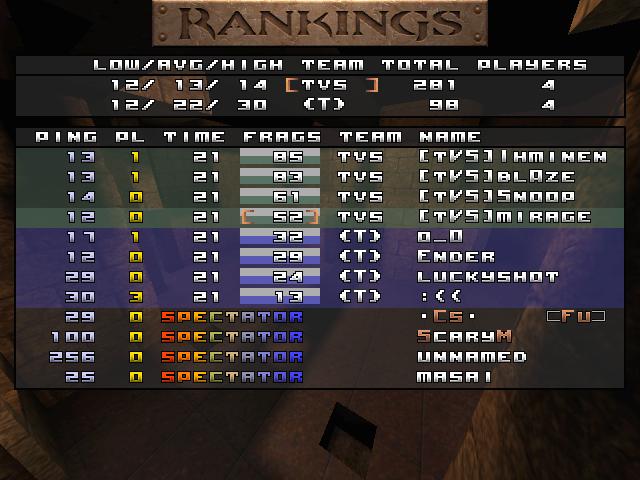 RANKINGS
LOW/AVG/HIGH TEAM TOTAL PLAYERS
12/ 13/ 14 [TVS ] 281 4
12/ 22/ 30 (T) 98 4
PING PL TIME FRAGS TEAM NAME
13 1 21 85 TVS [TVS]IHMINEN
13 1 21 83 TVS [TVS]BLAZE
14 0 21 61 TVS [TVS]SNOOP
12 0 21 [ 52 ] TVS [TVS]MIRAGE
17 1 21 32 (T) O_O
12 0 21 29 (T) ENDER
29 0 21 24 (T) LUCKYSHOT
30 3 21 13 (T) :((
29 0 SPECTATOR ·CS· [FU]
100 0 SPECTATOR SCARYM
256 0 SPECTATOR UNNAMED
25 0 SPECTATOR MASAI